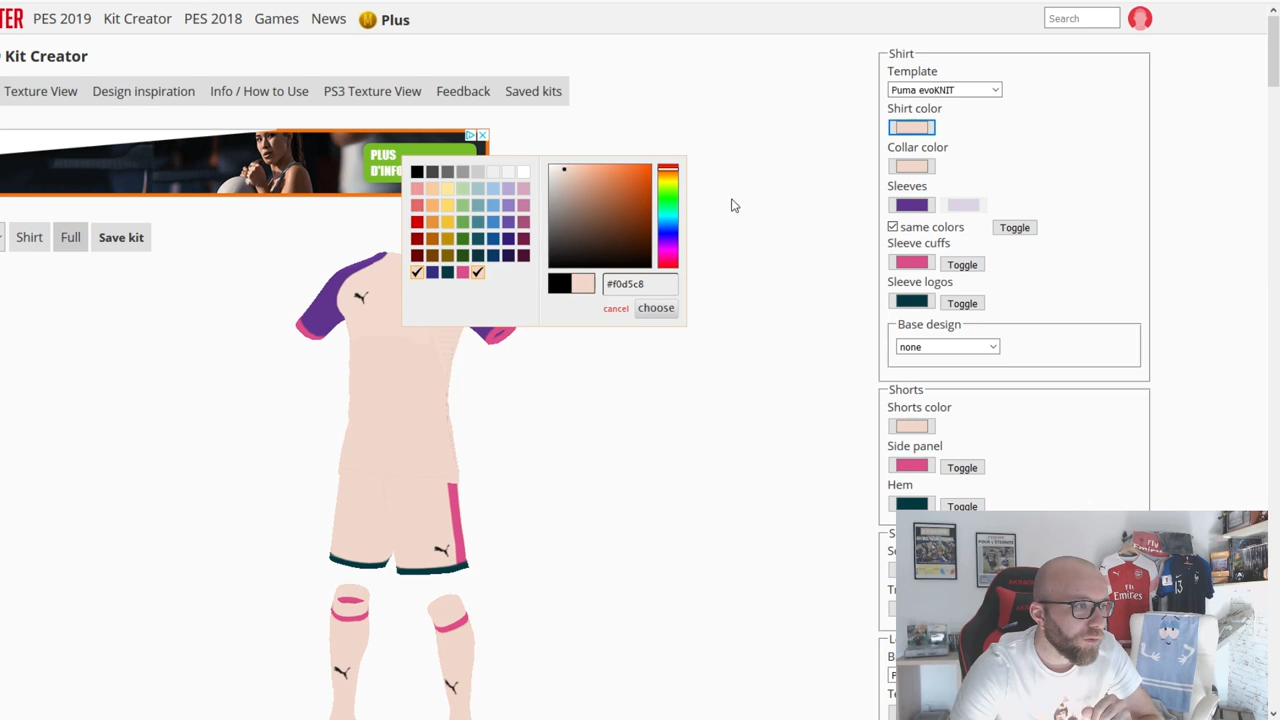 TER PES 2019 Kit Creator PES 2018 Games News M Plus Search
Kit Creator
Texture View Design inspiration Info / How to Use PS3 Texture View Feedback Saved kits
PLUS
D'INFO
Shirt Full Save kit
#f0d5c8
cancel choose
Shirt
Template
Puma evoKNIT
Shirt color
Collar color
Sleeves
same colors Toggle
Sleeve cuffs
Toggle
Sleeve logos
Toggle
Base design
none
Shorts
Shorts color
Side panel
Toggle
Hem
Toggle
Fly
Emirates
13